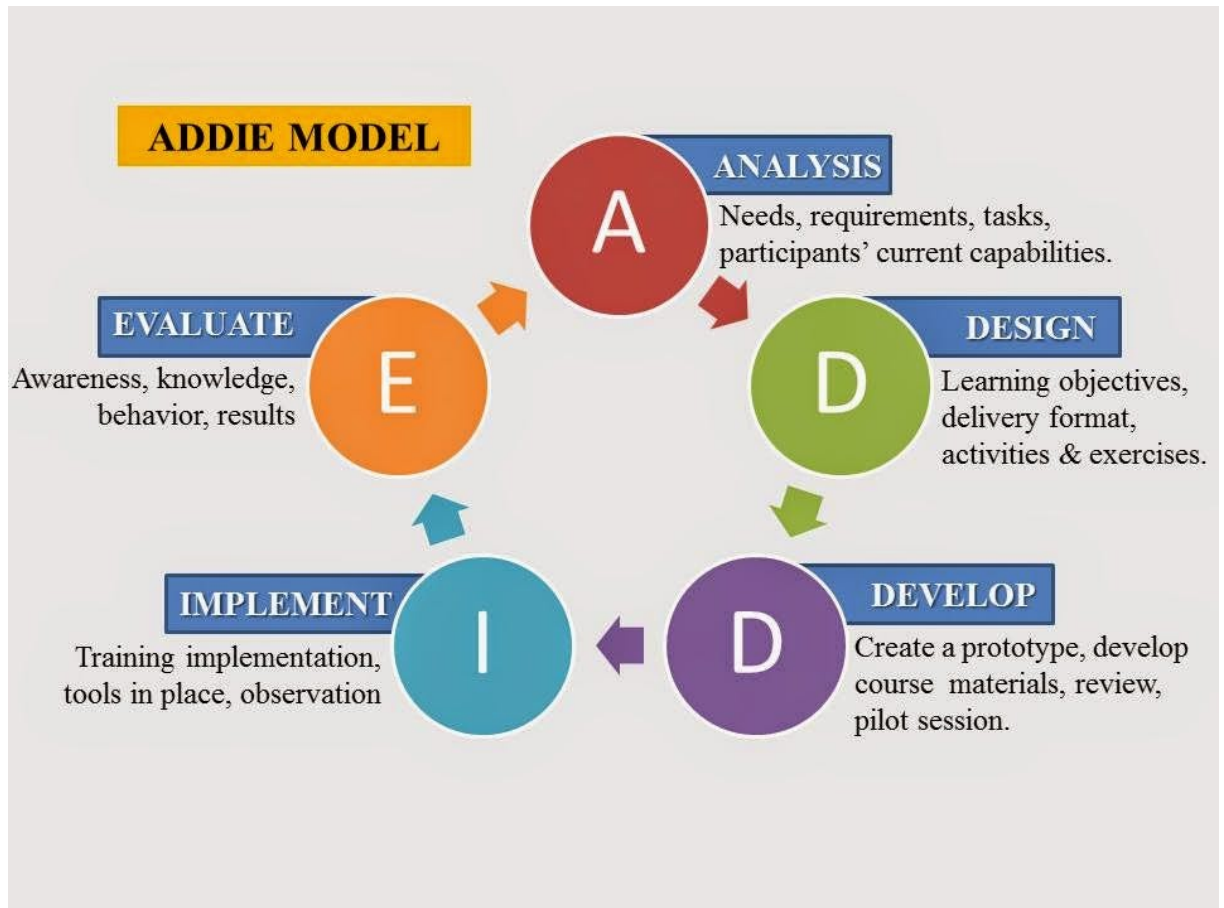 ADDIE MODEL
A
ANALYSIS
Needs, requirements, tasks,
participants’ current capabilities.
D
DESIGN
Learning objectives,
delivery format,
activities & exercises.
D
DEVELOP
Create a prototype, develop
course materials, review,
pilot session.
I
IMPLEMENT
Training implementation,
tools in place, observation
E
EVALUATE
Awareness, knowledge,
behavior, results